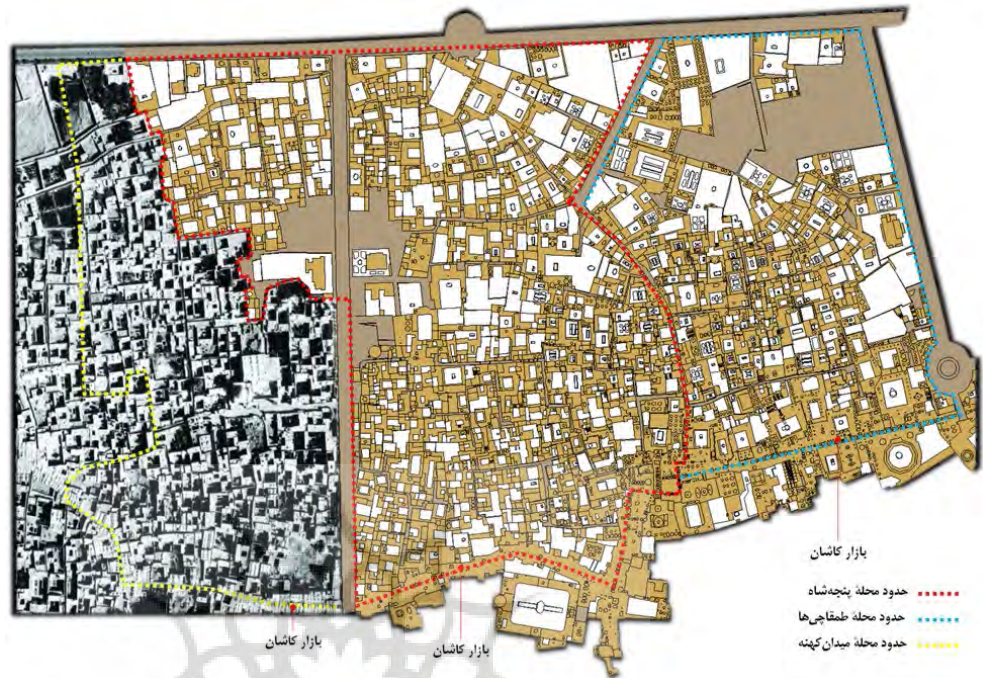 بازار کاشان
حدود محلهٔ پنجه‌شاه
حدود محلهٔ طمقاچی‌ها
حدود محلهٔ میدان کهنه
بازار کاشان
بازار کاشان